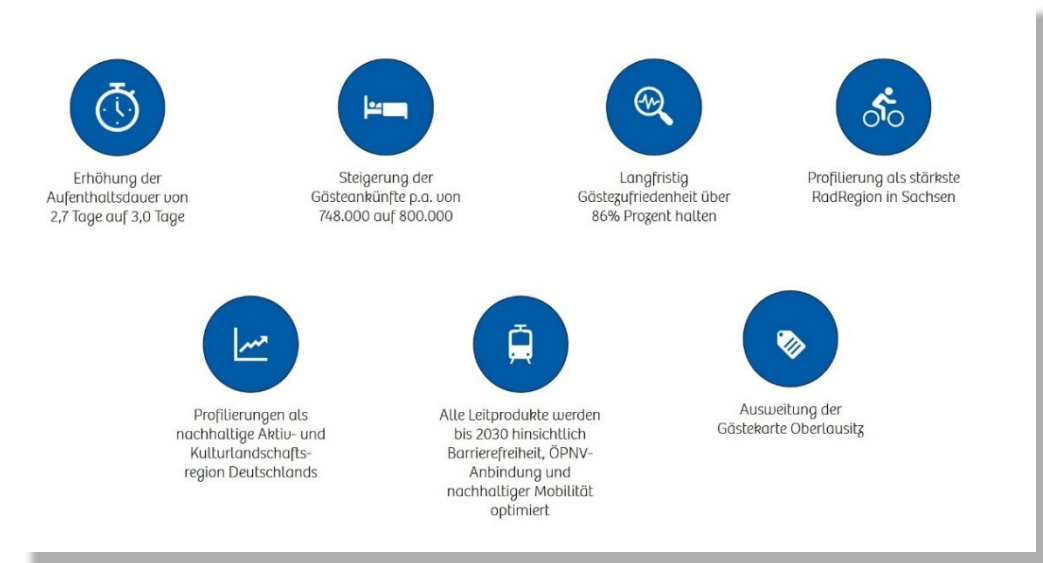 Erhöhung der
Aufenthaltsdauer von
2,7 Tage auf 3,0 Tage
Steigerung der
Gästeankünfte p.a. von
748.000 auf 800.000
Langfristig
Gästezufriedenheit über
86% Prozent halten
Profilierung als stärkste
RadRegion in Sachsen
Profilierungen als
nachhaltige Aktiv- und
Kulturlandschafts-
region Deutschlands
Alle Leitprodukte werden
bis 2030 hinsichtlich
Barrierefreiheit, ÖPNV-
Anbindung und
nachhaltiger Mobilität
optimiert
Ausweitung der
Gästekarte Oberlausitz